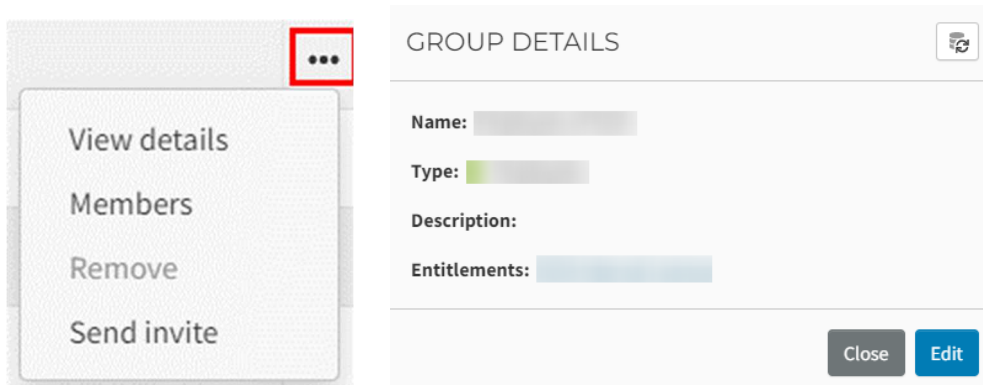 •••
View details
Members
Remove
Send invite
GROUP DETAILS
Name:
Type:
Description:
Entitlements:
Close
Edit